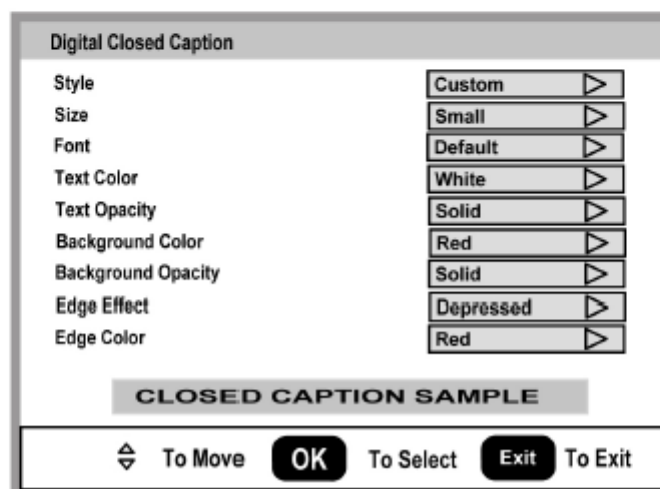 Digital Closed Caption
Style Custom
Size Small
Font Default
Text Color White
Text Opacity Solid
Background Color Red
Background Opacity Solid
Edge Effect Depressed
Edge Color Red
CLOSED CAPTION SAMPLE
To Move OK To Select Exit To Exit